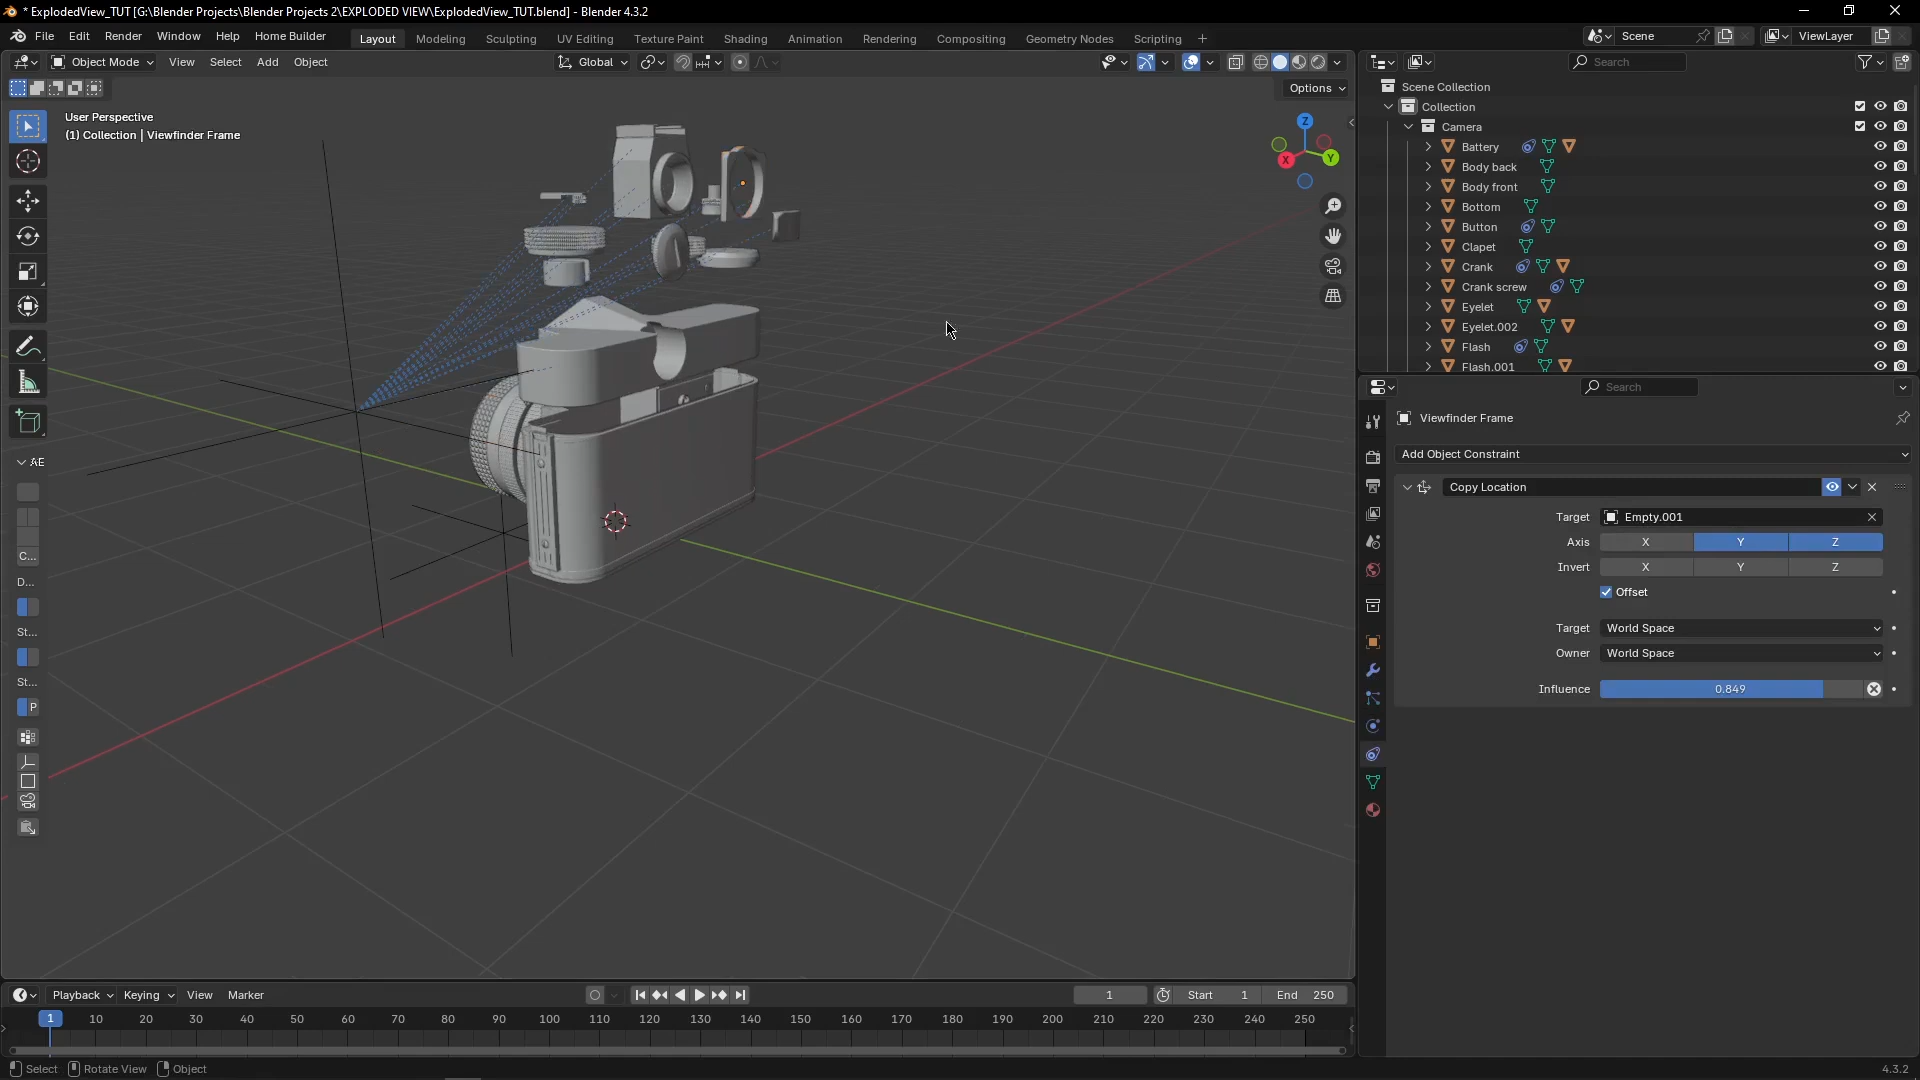 * ExplodedView_TUT [G:\Blender Projects\Blender Projects 2\EXPLODED VIEW\ExplodedView_TUT.blend] - Blender 4.3.2
File Edit Render Window Help Home Builder
Layout Modeling Sculpting UV Editing Texture Paint Shading Animation Rendering Compositing Geometry Nodes Scripting +
Scene
ViewLayer
Object Mode View Select Add Object
Global
Search
Options
User Perspective
(1) Collection | Viewfinder Frame
Z
X
Y
AE
C...
D...
St...
St...
P
Scene Collection
Collection
Camera
Battery
Body back
Body front
Bottom
Button
Clapet
Crank
Crank screw
Eyelet
Eyelet.002
Flash
Flash.001
Search
Viewfinder Frame
Add Object Constraint
Copy Location
Target Empty.001
Axis X Y Z
Invert X Y Z
Offset
Target World Space
Owner World Space
Influence 0.849
Playback Keying View Marker
1 Start 1 End 250
1 10 20 30 40 50 60 70 80 90 100 110 120 130 140 150 160 170 180 190 200 210 220 230 240 250
Select Rotate View Object
4.3.2